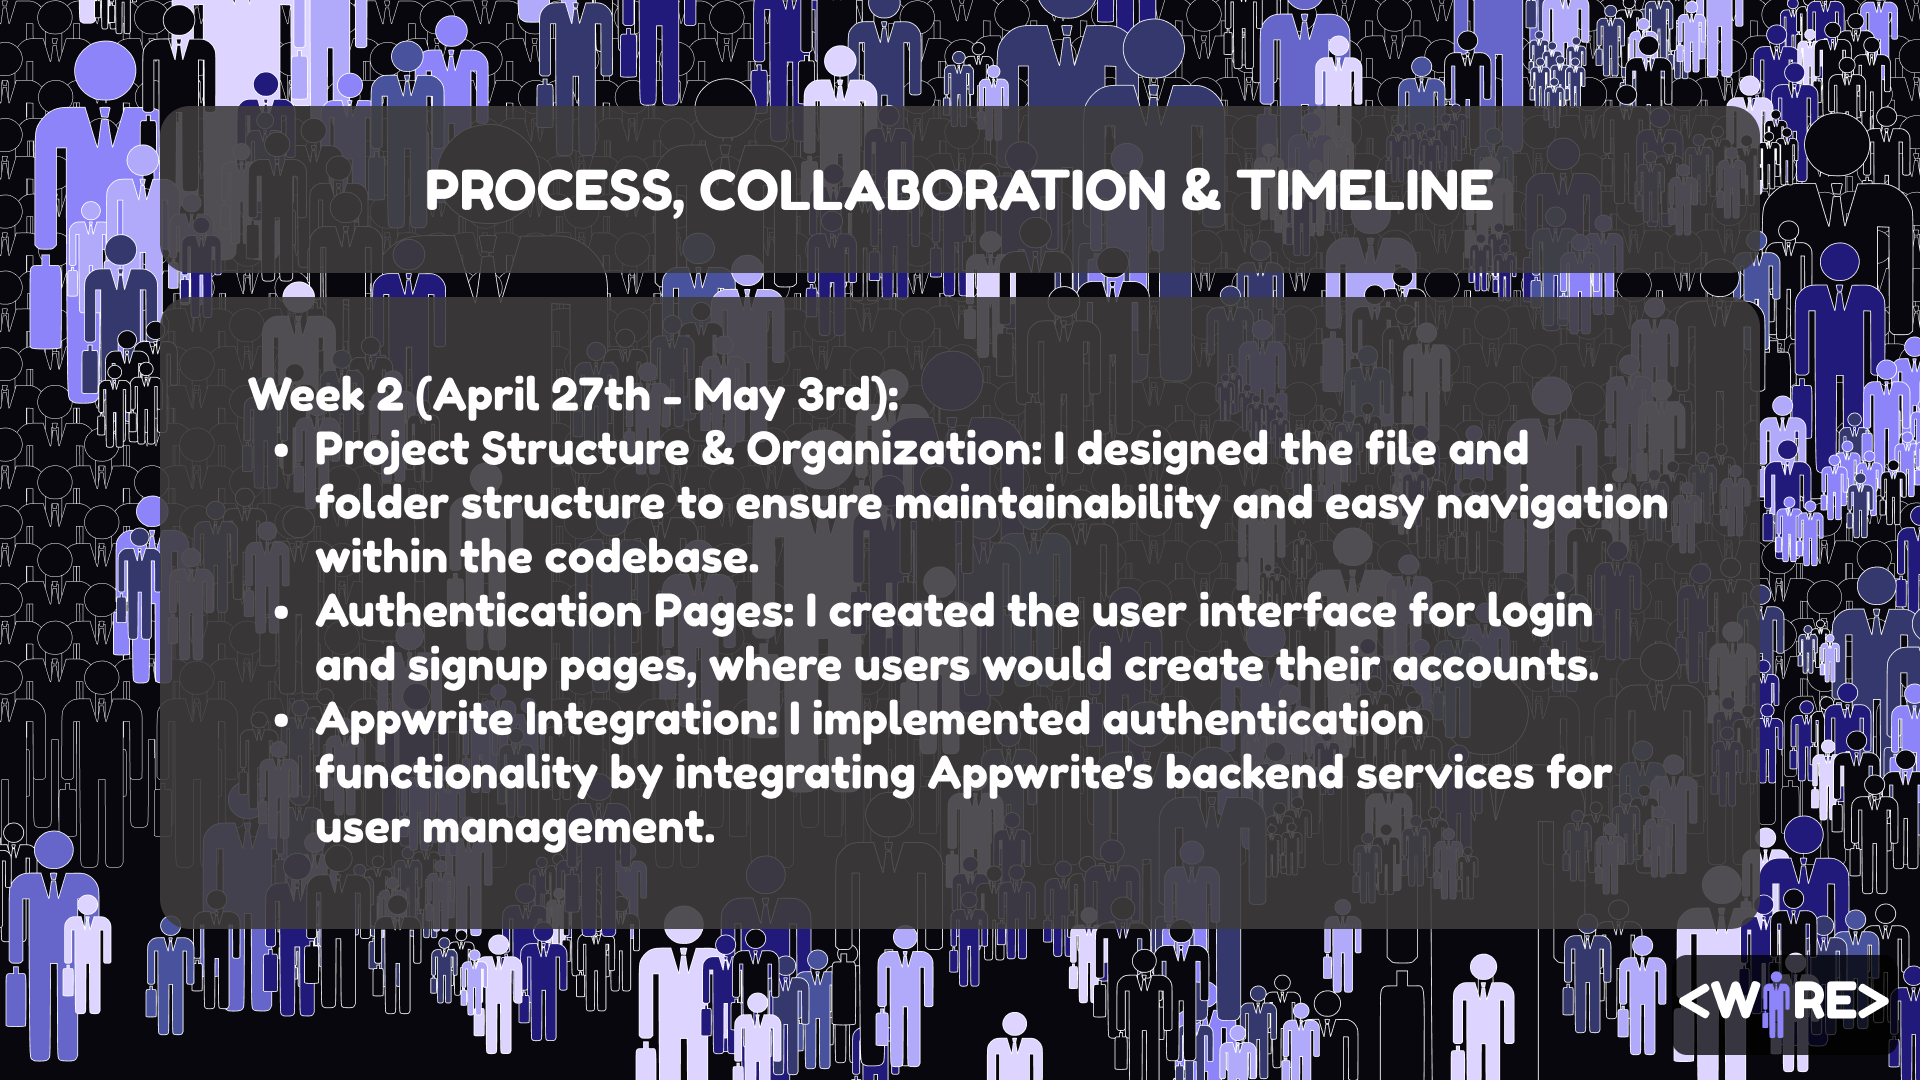 PROCESS, COLLABORATION & TIMELINE
Week 2 (April 27th - May 3rd):
• Project Structure & Organization: I designed the file and
folder structure to ensure maintainability and easy navigation
within the codebase.
• Authentication Pages: I created the user interface for login
and signup pages, where users would create their accounts.
• Appwrite Integration: I implemented authentication
functionality by integrating Appwrite's backend services for
user management.
<WIRE>